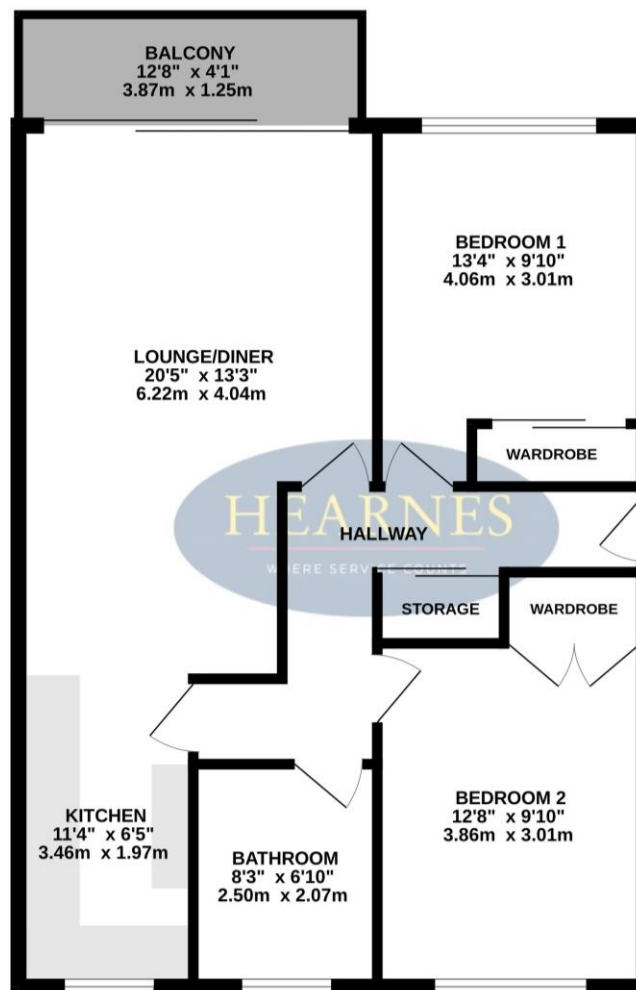 BALCONY
12'8" x 4'1"
3.87m x 1.25m
BEDROOM 1
13'4" x 9'10"
4.06m x 3.01m
LOUNGE/DINER
20'5" x 13'3"
6.22m x 4.04m
WARDROBE
HEARNES
HALLWAY
WHERE SERVICE COUNTS
STORAGE
WARDROBE
BEDROOM 2
12'8" x 9'10"
3.86m x 3.01m
KITCHEN
11'4" x 6'5"
3.46m x 1.97m
BATHROOM
8'3" x 6'10"
2.50m x 2.07m